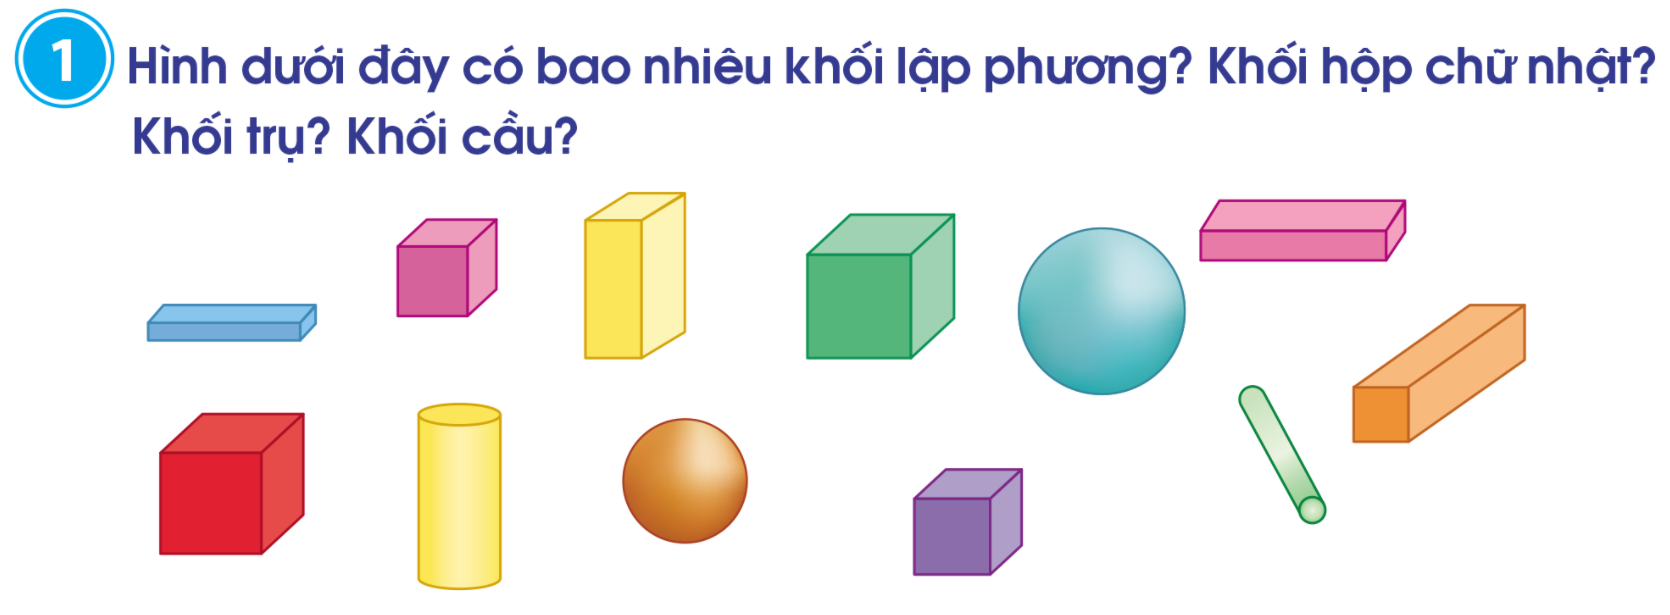 1 Hình dưới đây có bao nhiêu khối lập phương? Khối hộp chữ nhật?
Khối trụ? Khối cầu?